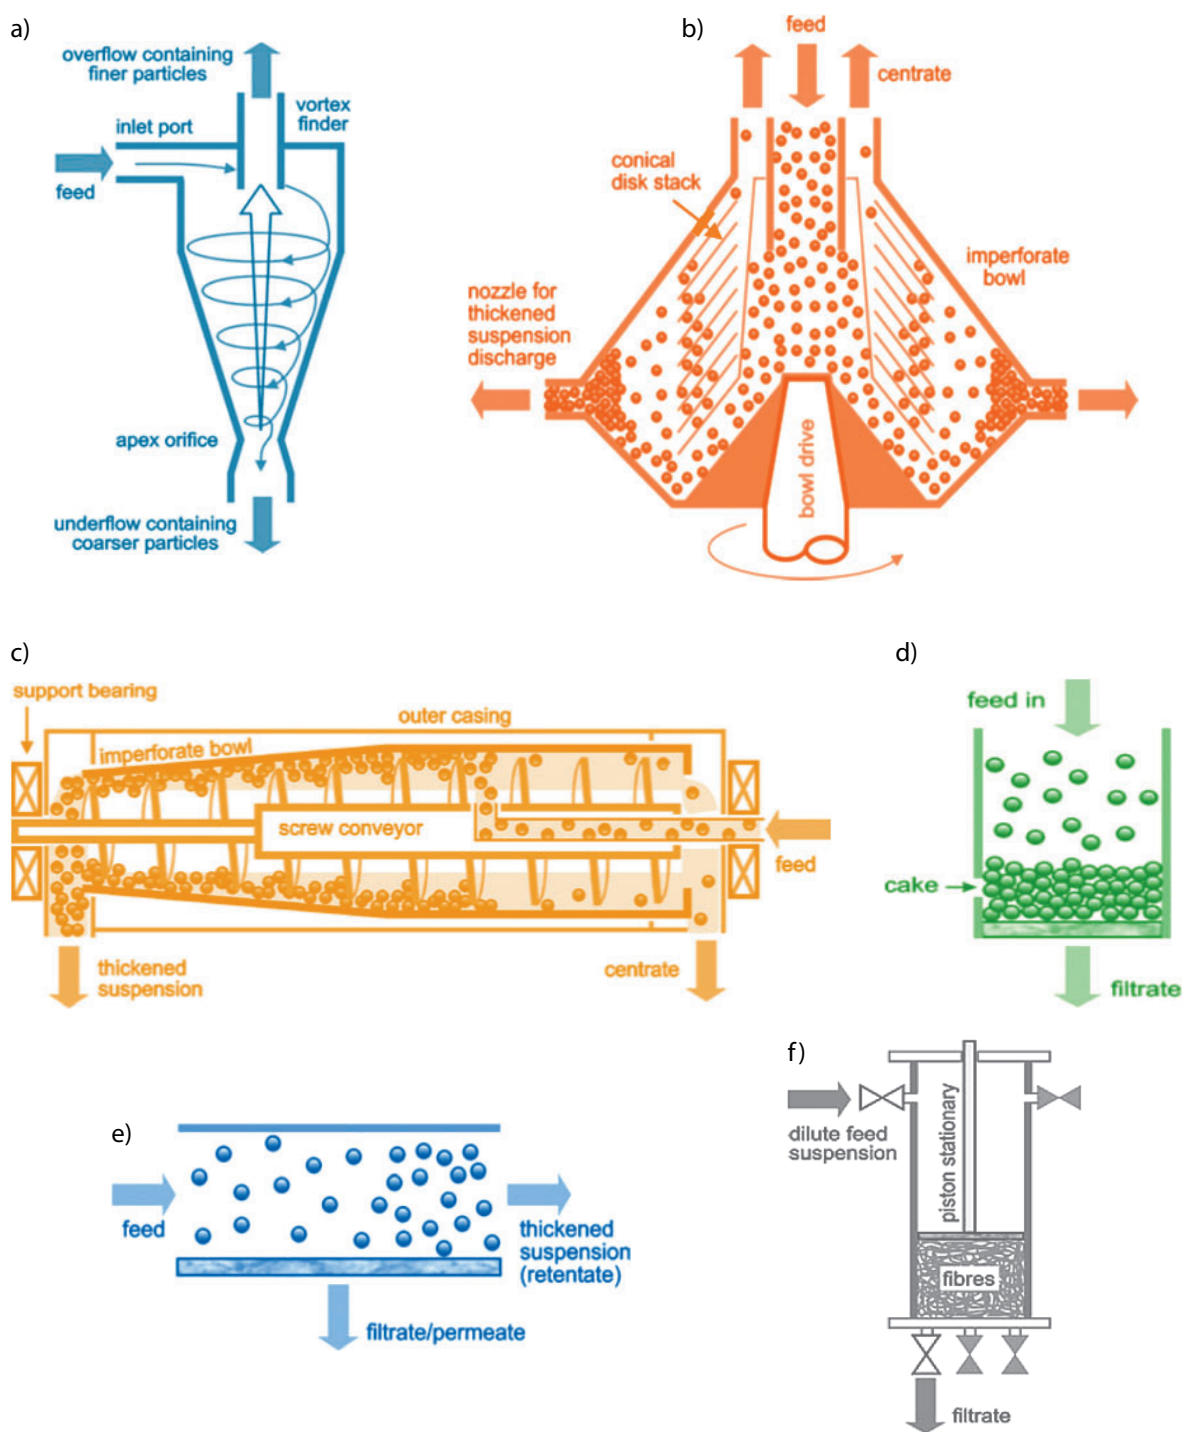 a)
overflow containing
finer particles
vortex
finder
inlet port
feed
apex orifice
underflow containing
coarser particles
b)
feed
centrate
conical
disk stack
imperforate
bowl
nozzle for
thickened
suspension
discharge
bowl drive
c)
support bearing
outer casing
imperforate bowl
screw conveyor
feed
thickened
suspension
centrate
d)
feed in
cake
filtrate
e)
feed
thickened
suspension
(retentate)
filtrate/permeate
f)
dilute feed
suspension
piston stationary
fibres
filtrate